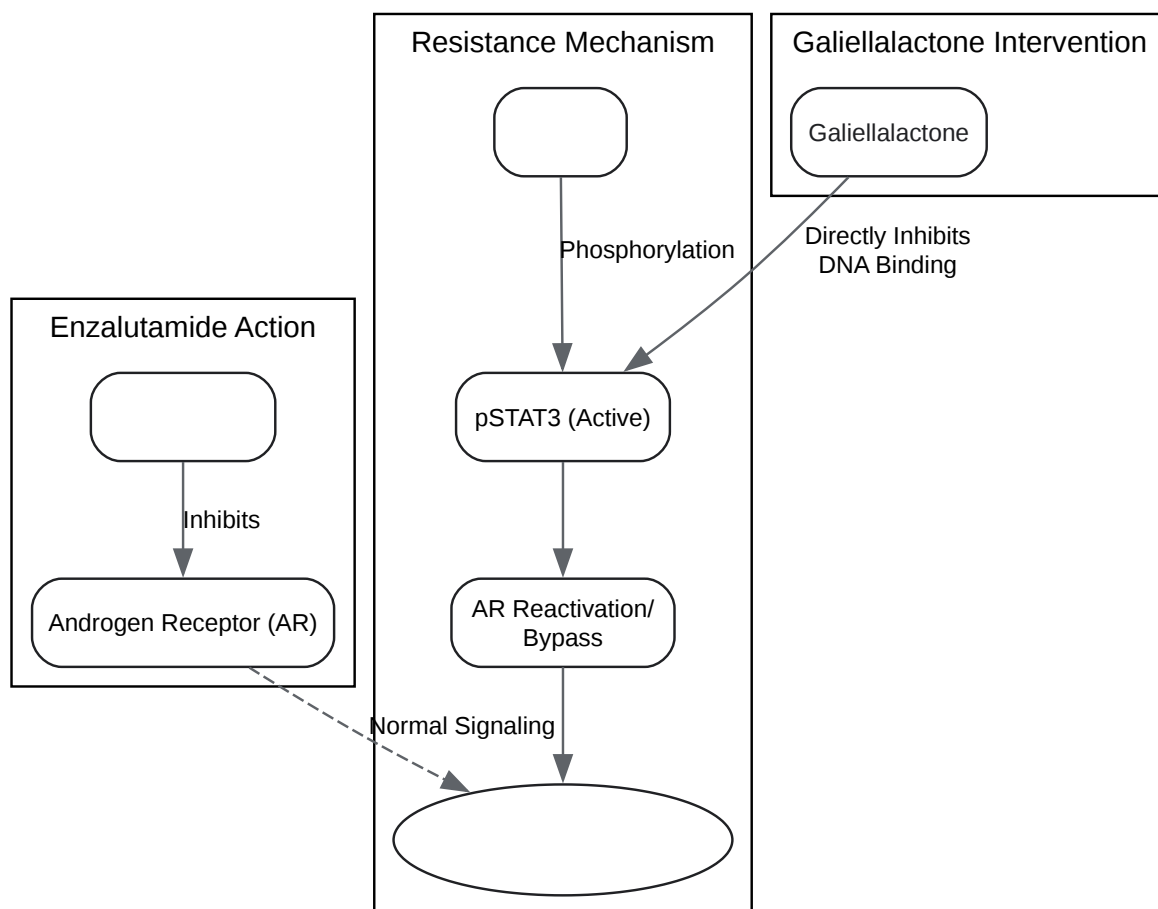 Resistance Mechanism
Galiellalactone Intervention
Galiellalactone
Phosphorylation
Directly Inhibits
DNA Binding
Enzalutamide Action
pSTAT3 (Active)
Inhibits
Androgen Receptor (AR)
AR Reactivation/
Bypass
Normal Signaling